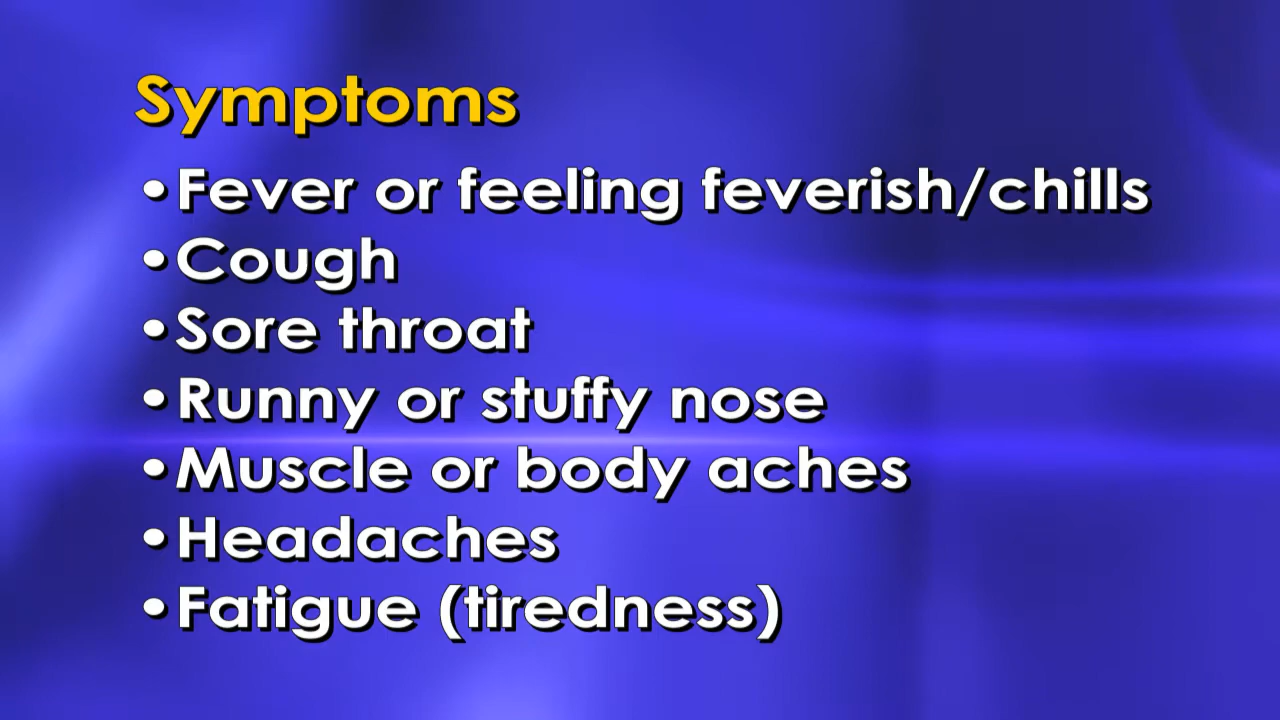 Symptoms
•Fever or feeling feverish/chills
•Cough
•Sore throat
•Runny or stuffy nose
•Muscle or body aches
•Headaches
•Fatigue (tiredness)